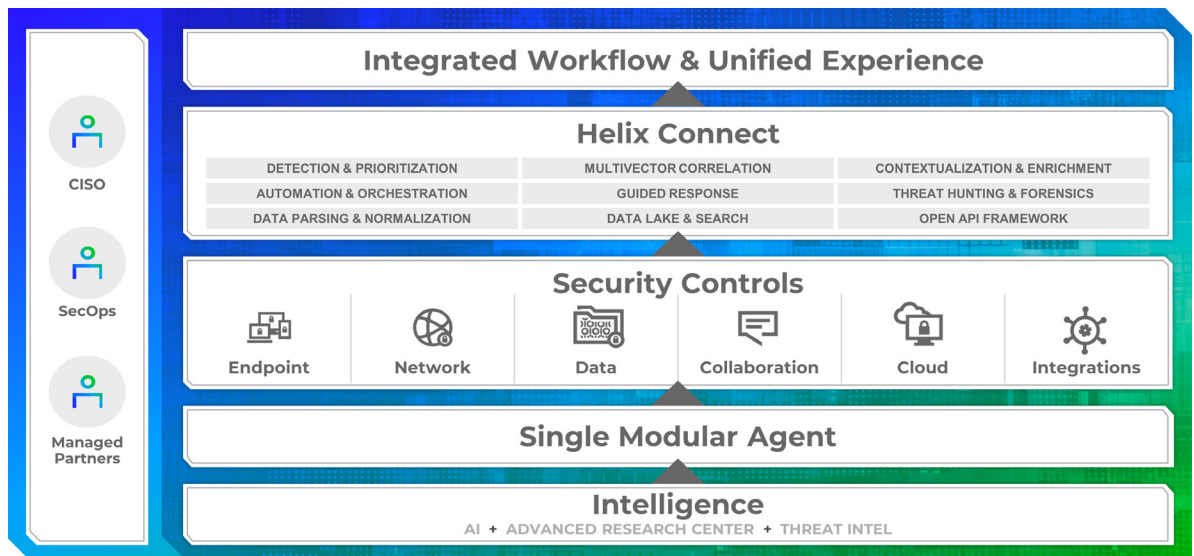 CISO
SecOps
Managed
Partners
Integrated Workflow & Unified Experience
Helix Connect
DETECTION & PRIORITIZATION
MULTIVECTOR CORRELATION
CONTEXTUALIZATION & ENRICHMENT
AUTOMATION & ORCHESTRATION
GUIDED RESPONSE
THREAT HUNTING & FORENSICS
DATA PARSING & NORMALIZATION
DATA LAKE & SEARCH
OPEN API FRAMEWORK
Security Controls
Endpoint
Network
Data
Collaboration
Cloud
Integrations
Single Modular Agent
Intelligence
AI + ADVANCED RESEARCH CENTER + THREAT INTEL